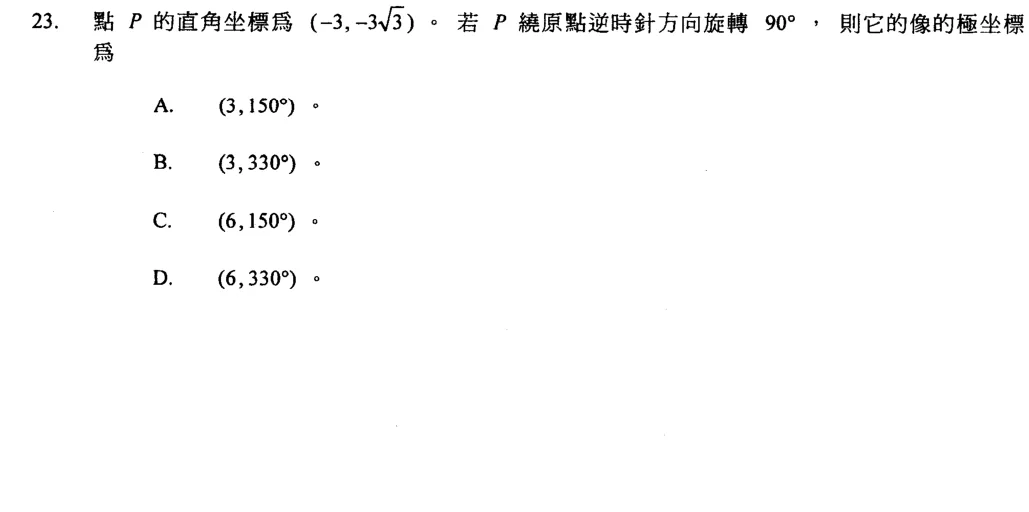 23. 點 P 的直角坐標爲 (−3, −3√3)。若 P 繞原點逆時針方向旋轉 90°，則它的像的極坐標
爲
A. (3, 150°)。
B. (3, 330°)。
C. (6, 150°)。
D. (6, 330°)。